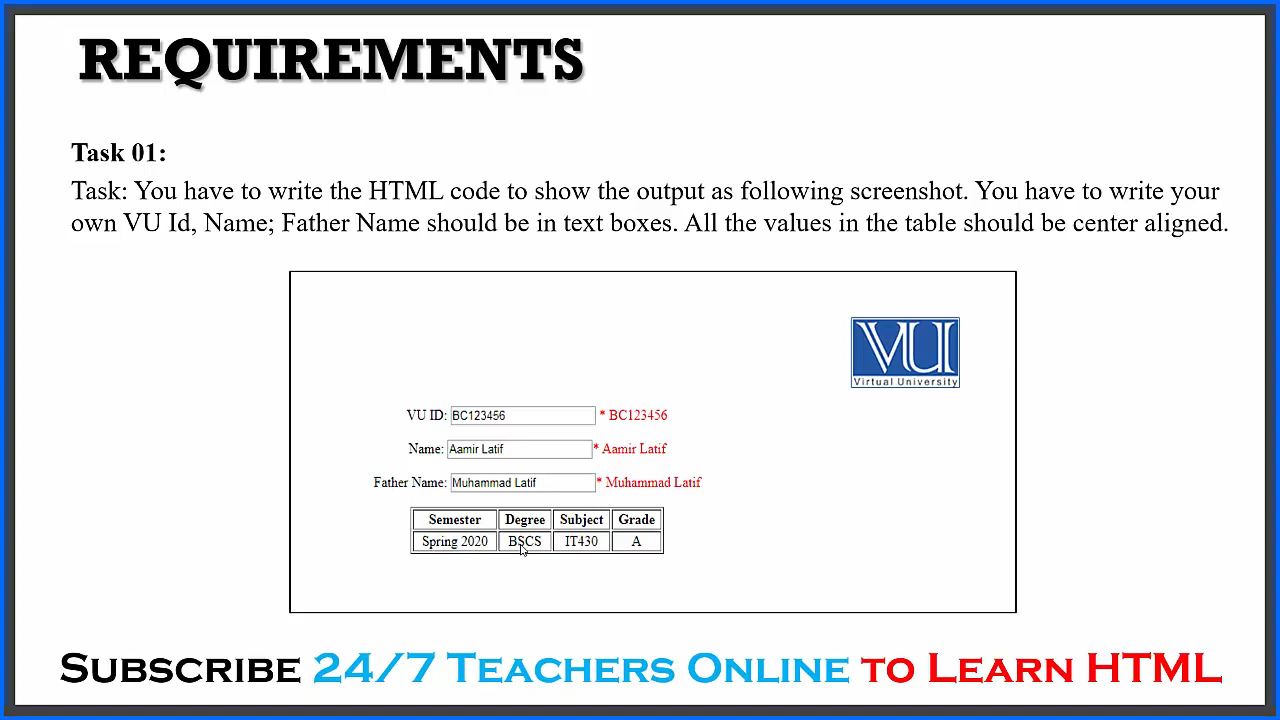 REQUIREMENTS
Task 01:
Task: You have to write the HTML code to show the output as following screenshot. You have to write your
own VU Id, Name; Father Name should be in text boxes. All the values in the table should be center aligned.
VU
Virtual University
VU ID: BC123456 * BC123456
Name: Aamir Latif * Aamir Latif
Father Name: Muhammad Latif * Muhammad Latif
Semester Degree Subject Grade
Spring 2020 BSCS IT430 A
Subscribe 24/7 Teachers Online to Learn HTML